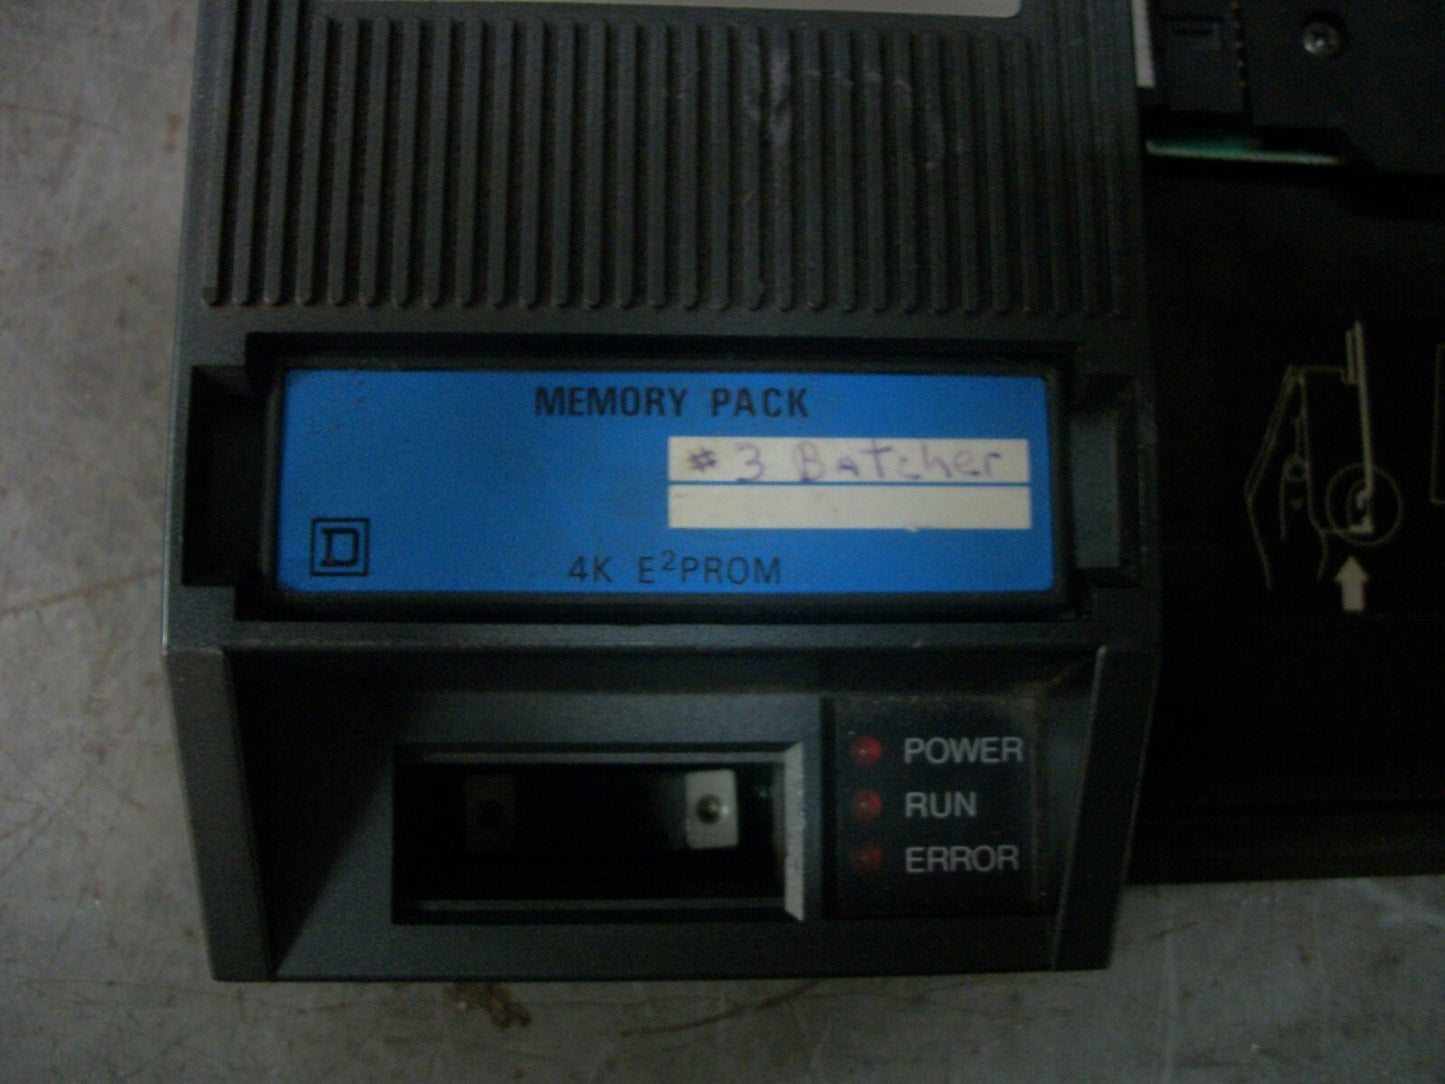 MEMORY PACK
#3 Batcher
D
4K E²PROM
POWER
RUN
ERROR